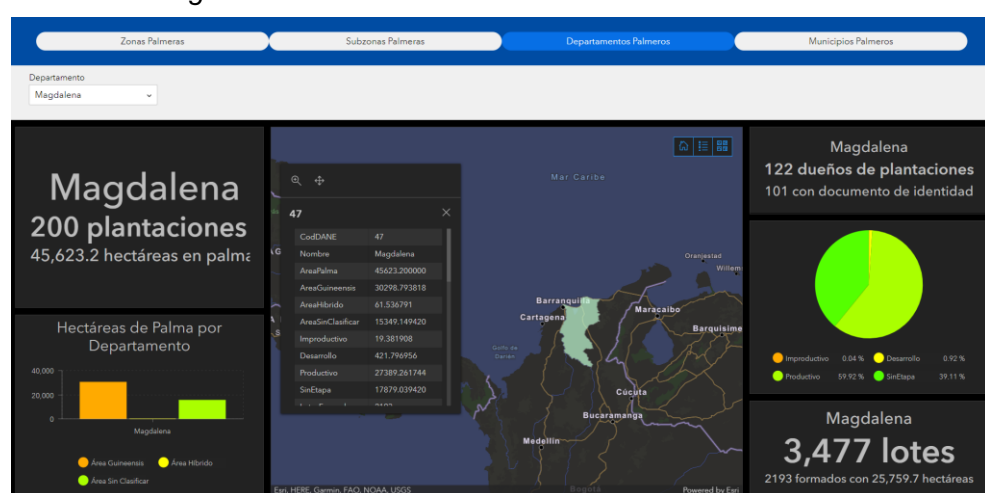 Zonas Palmeras
Subzonas Palmeras
Departamentos Palmeros
Municipios Palmeros
Departamento
Magdalena
Magdalena
200 plantaciones
45,623.2 hectáreas en palma
Hectáreas de Palma por
Departamento
40,000
20,000
0
Magdalena
Área Guineensis
Área Híbrido
Área Sin Clasificar
47
CodDANE 47
Nombre Magdalena
AreaPalma 45623.200000
AreaGuineensis 30298.793818
AreaHibrido 61.536791
AreaSinClasificar 15349.149420
Improductivo 19.381908
Desarrollo 421.796956
Productivo 27389.261744
SinEtapa 17879.039420
Mar Caribe
Oranjestad
Willem
Barranquilla
Cartagena
Maracaibo
Barquisime
Golfo de
Darién
Cúcuta
Bucaramanga
Medellín
Bogotá
Esri, HERE, Garmin, FAO, NOAA, USGS
Powered by Esri
Magdalena
122 dueños de plantaciones
101 con documento de identidad
Improductivo 0.04 %
Desarrollo 0.92 %
Productivo 59.92 %
SinEtapa 39.11 %
Magdalena
3,477 lotes
2193 formados con 25,759.7 hectáreas